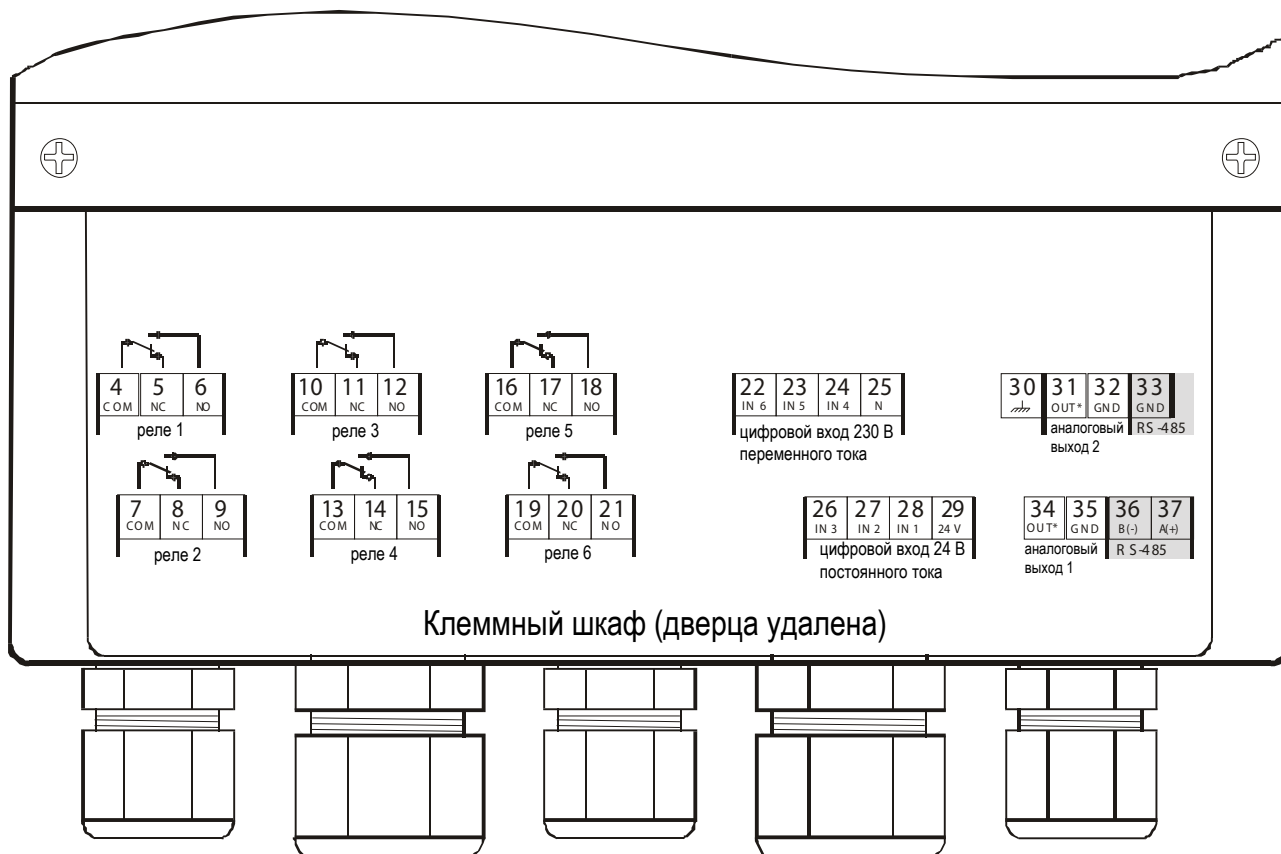 4 5 6
COM NC NO
реле 1
10 11 12
COM NC NO
реле 3
16 17 18
COM NC NO
реле 5
22 23 24 25
IN 6 IN 5 IN 4 N
цифровой вход 230 В
переменного тока
30 31 32 33
OUT* GND GND
аналоговый RS-485
выход 2
7 8 9
COM NC NO
реле 2
13 14 15
COM NC NO
реле 4
19 20 21
COM NC NO
реле 6
26 27 28 29
IN 3 IN 2 IN 1 24 V
цифровой вход 24 В
постоянного тока
34 35 36 37
OUT* GND B(-) A(+)
аналоговый RS-485
выход 1
Клеммный шкаф (дверца удалена)